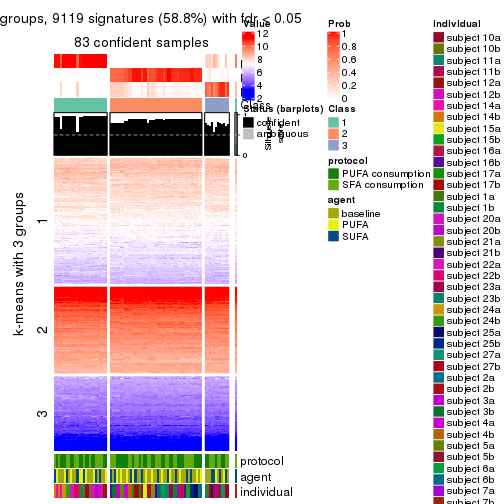 groups, 9119 signatures (58.8%) with fdr < 0.05
83 confident samples
k-means with 3 groups
1
2
3
1
0
protocol
agent
individual
Value
12
10
8
6
4
2
Class
Status (barplots)
confident
ambiguous
Prob
1
0.8
0.6
0.4
0.2
0
Class
1
2
3
protocol
PUFA consumption
SFA consumption
agent
baseline
PUFA
SUFA
individual
subject 10a
subject 10b
subject 11a
subject 11b
subject 12a
subject 12b
subject 14a
subject 14b
subject 15a
subject 15b
subject 16a
subject 16b
subject 17a
subject 17b
subject 1a
subject 1b
subject 20a
subject 20b
subject 21a
subject 21b
subject 22a
subject 22b
subject 23a
subject 23b
subject 24a
subject 24b
subject 25a
subject 25b
subject 27a
subject 27b
subject 2a
subject 2b
subject 3a
subject 3b
subject 4a
subject 4b
subject 5a
subject 5b
subject 6a
subject 6b
subject 7a
subject 7b